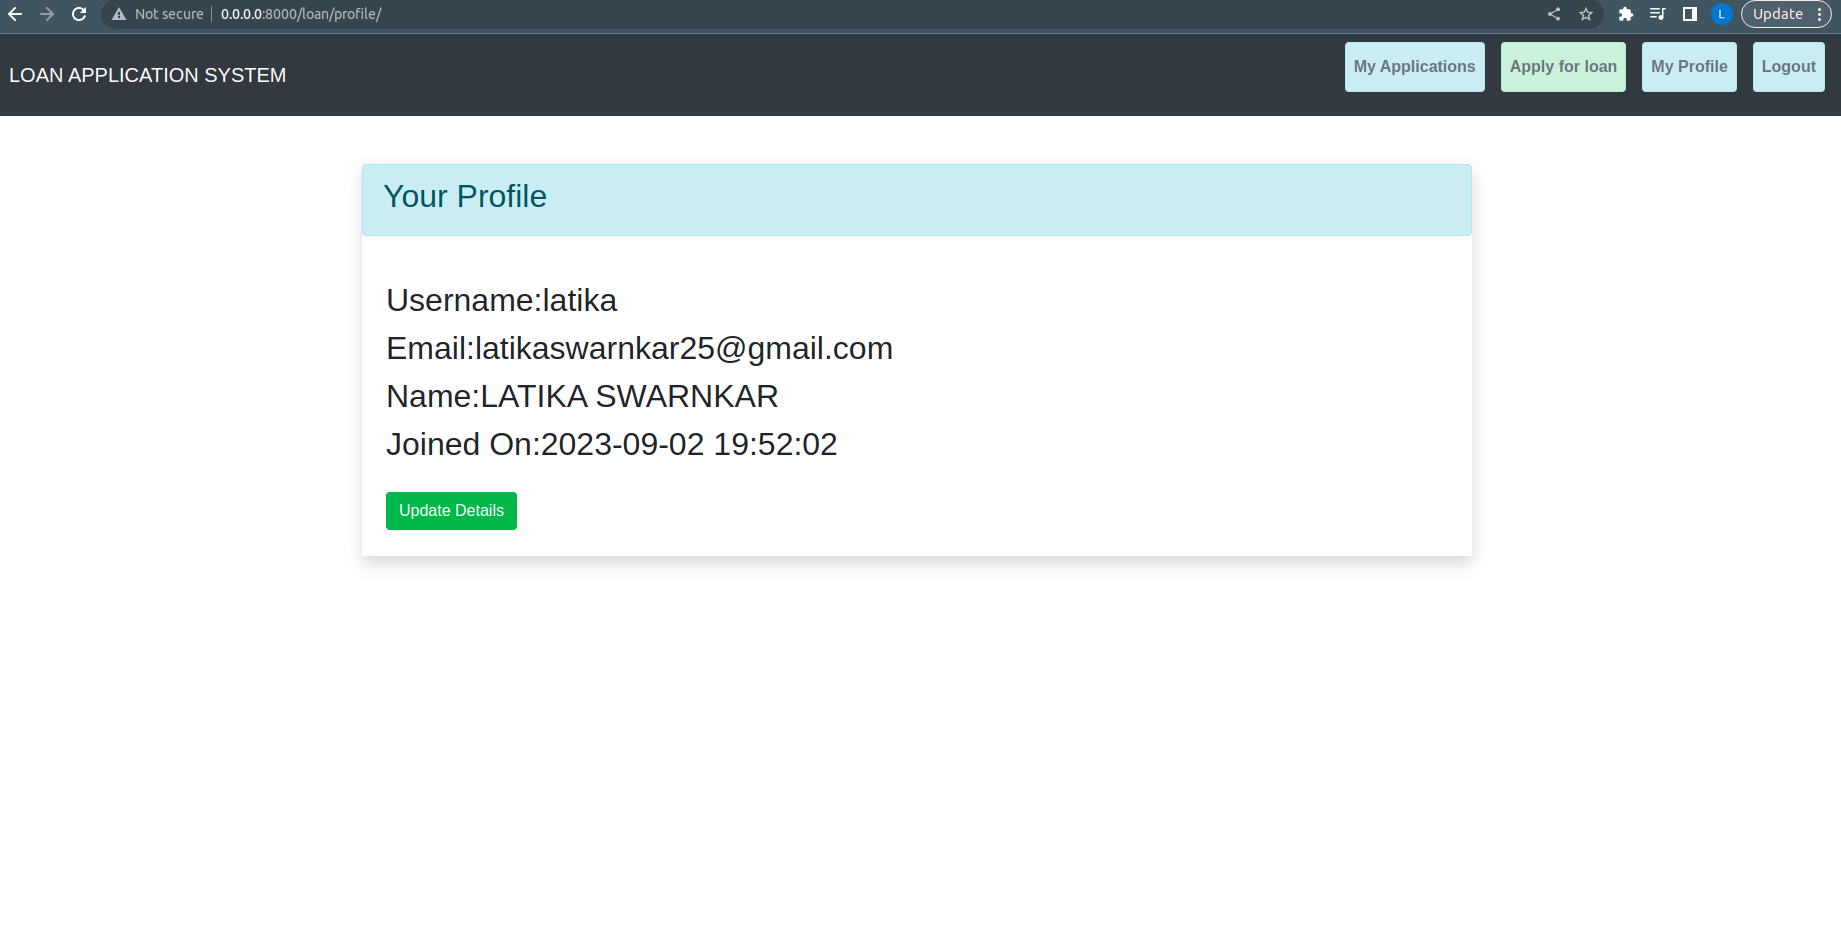 Not secure 0.0.0.0:8000/loan/profile/ L Update
LOAN APPLICATION SYSTEM My Applications Apply for loan My Profile Logout
Your Profile
Username:latika
Email:latikaswarnkar25@gmail.com
Name:LATIKA SWARNKAR
Joined On:2023-09-02 19:52:02
Update Details